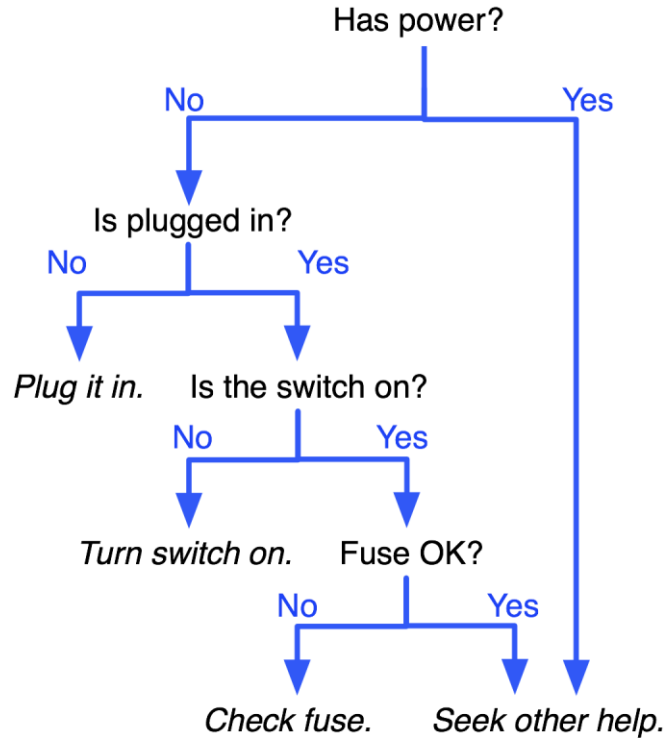 Has power?
No Yes
Is plugged in?
No Yes
Plug it in. Is the switch on?
No Yes
Turn switch on. Fuse OK?
No Yes
Check fuse. Seek other help.